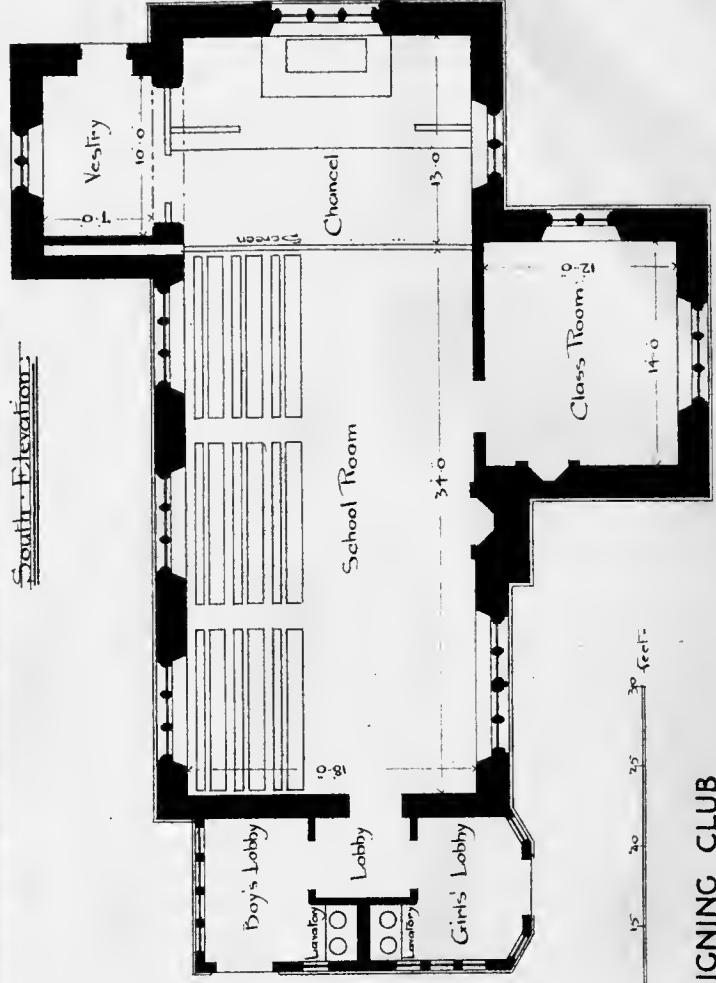 South · Elevation :
Vestry
10·0
7·0
Chancel
13·0
Screen
School Room
34·0
18·0
Class Room
12·0
14·0
Boy's Lobby
Lobby
Girls' Lobby
Lavatory
Lavatory
15
20
25
30 feet
IGNING CLUB